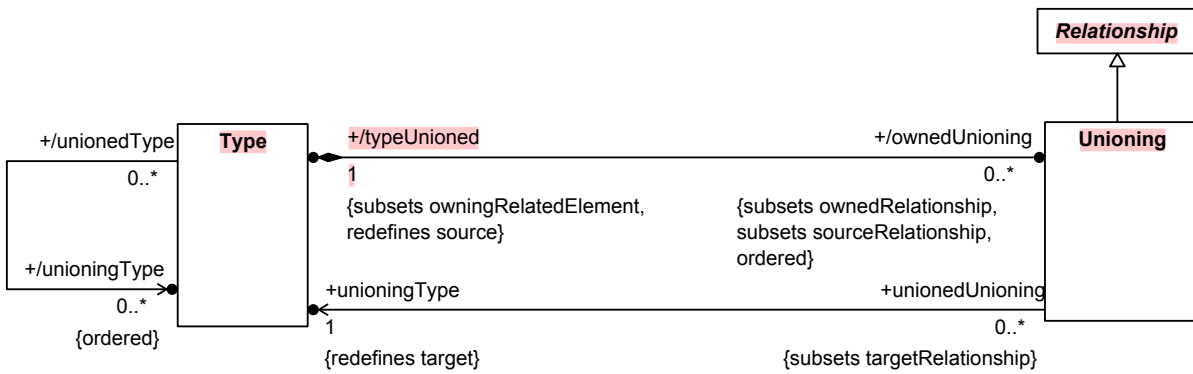 Relationship
+/unionedType
Type
+/typeUnioned
+/ownedUnioning
Unioning
0..*
1
0..*
{subsets owningRelatedElement,
redefines source}
{subsets ownedRelationship,
subsets sourceRelationship,
ordered}
+/unioningType
+unioningType
+unionedUnioning
0..*
1
0..*
{ordered}
{redefines target}
{subsets targetRelationship}